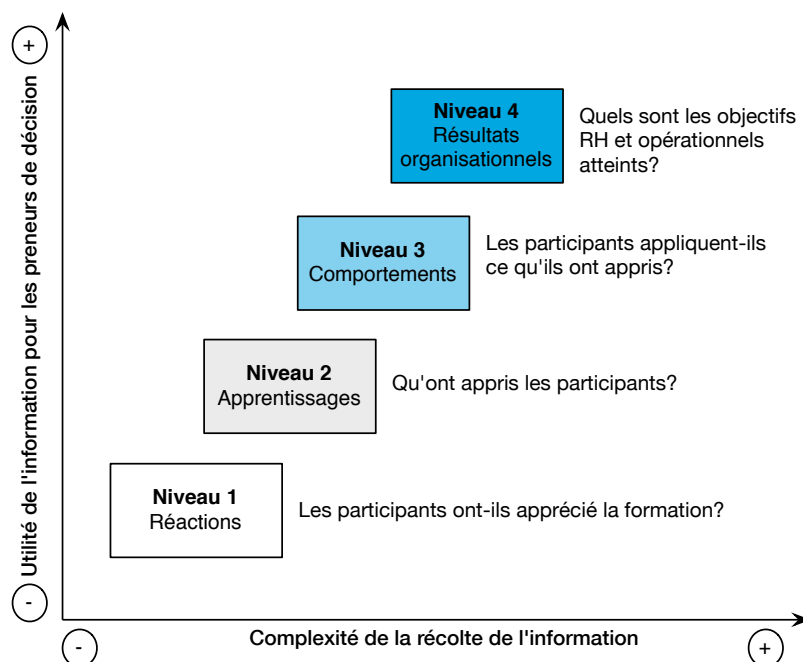 +
Utilité de l'information pour les preneurs de décision
Niveau 4
Résultats
organisationnels
Quels sont les objectifs
RH et opérationnels
atteints?
Niveau 3
Comportements
Les participants appliquent-ils
ce qu'ils ont appris?
Niveau 2
Apprentissages
Qu'ont appris les participants?
Niveau 1
Réactions
Les participants ont-ils apprécié la formation?
-
-
Complexité de la récolte de l'information
+